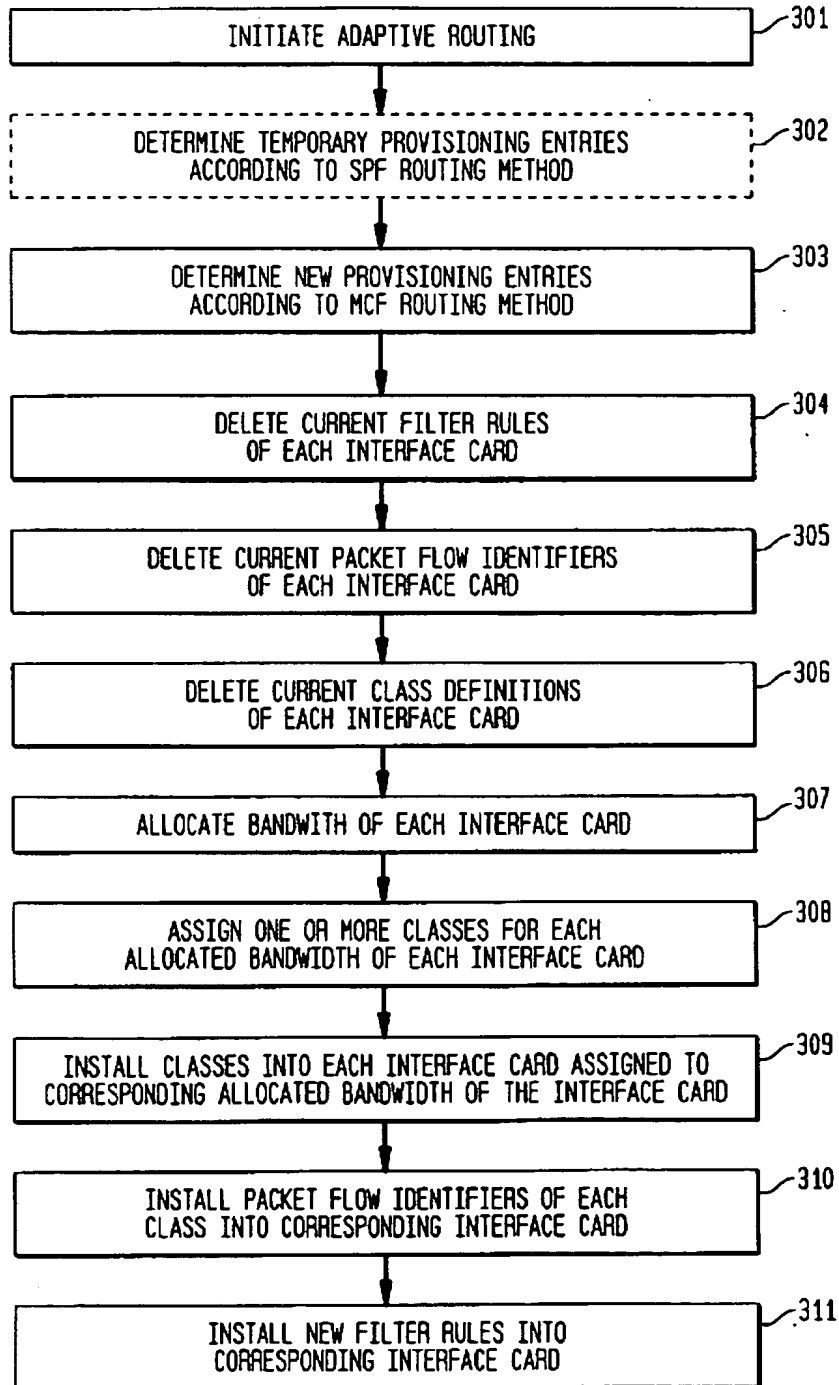 INITIATE ADAPTIVE ROUTING
301
DETERMINE TEMPORARY PROVISIONING ENTRIES
ACCORDING TO SPF ROUTING METHOD
302
DETERMINE NEW PROVISIONING ENTRIES
ACCORDING TO MCF ROUTING METHOD
303
DELETE CURRENT FILTER RULES
OF EACH INTERFACE CARD
304
DELETE CURRENT PACKET FLOW IDENTIFIERS
OF EACH INTERFACE CARD
305
DELETE CURRENT CLASS DEFINITIONS
OF EACH INTERFACE CARD
306
ALLOCATE BANDWITH OF EACH INTERFACE CARD
307
ASSIGN ONE OR MORE CLASSES FOR EACH
ALLOCATED BANDWIDTH OF EACH INTERFACE CARD
308
INSTALL CLASSES INTO EACH INTERFACE CARD ASSIGNED TO
CORRESPONDING ALLOCATED BANDWIDTH OF THE INTERFACE CARD
309
INSTALL PACKET FLOW IDENTIFIERS OF EACH
CLASS INTO CORRESPONDING INTERFACE CARD
310
INSTALL NEW FILTER RULES INTO
CORRESPONDING INTERFACE CARD
311